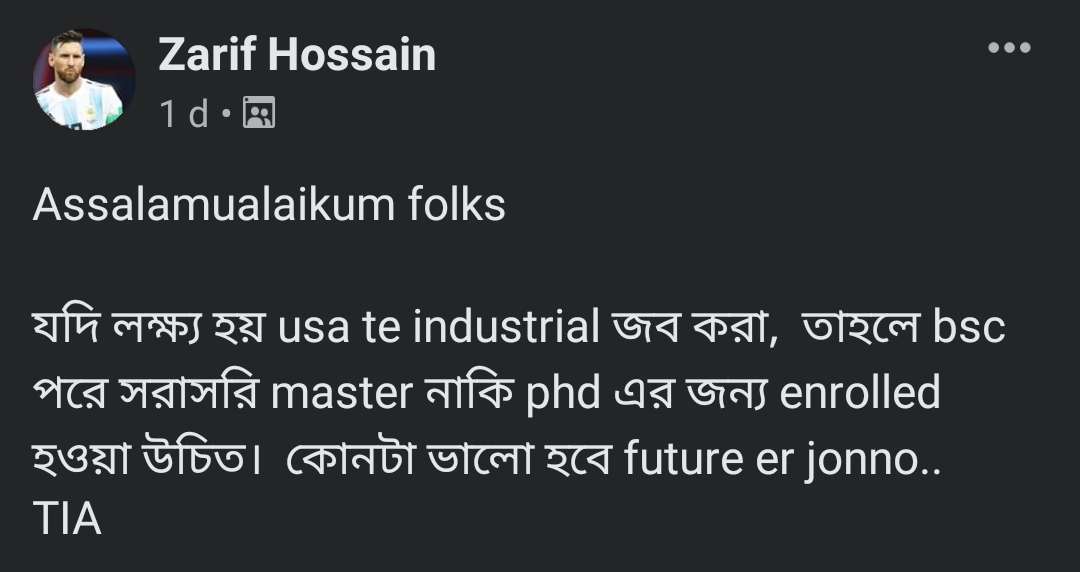 Zarif Hossain
1 d •
Assalamualaikum folks
যদি লক্ষ্য হয় usa te industrial জব করা, তাহলে bsc
পরে সরাসরি master নাকি phd এর জন্য enrolled
হওয়া উচিত। কোনটা ভালো হবে future er jonno..
TIA